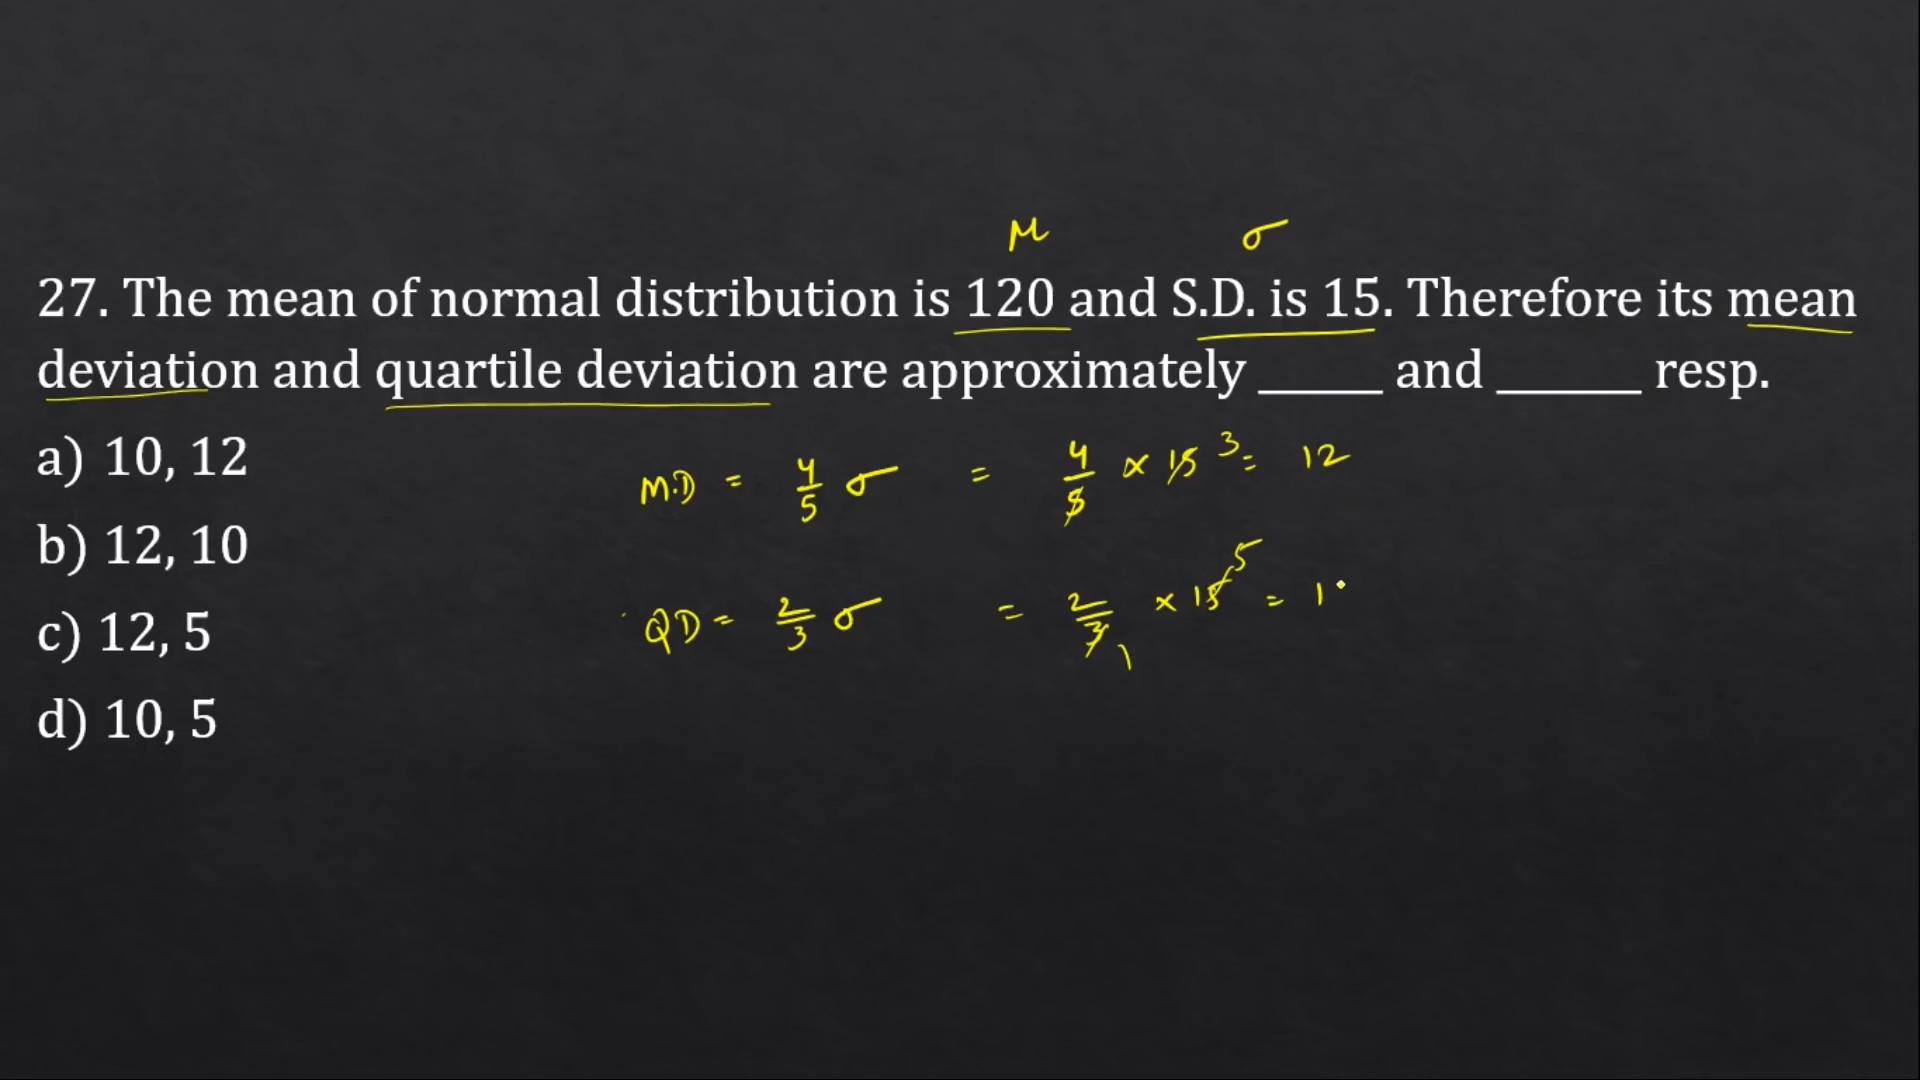 μ σ
27. The mean of normal distribution is 120 and S.D. is 15. Therefore its mean
deviation and quartile deviation are approximately _____ and ______ resp.
a) 10, 12
M.D = 4/5 σ = 4/5 × 15 3 = 12
b) 12, 10
c) 12, 5
QD = 2/3 σ = 2/3 1 × 15 5 = 1
d) 10, 5